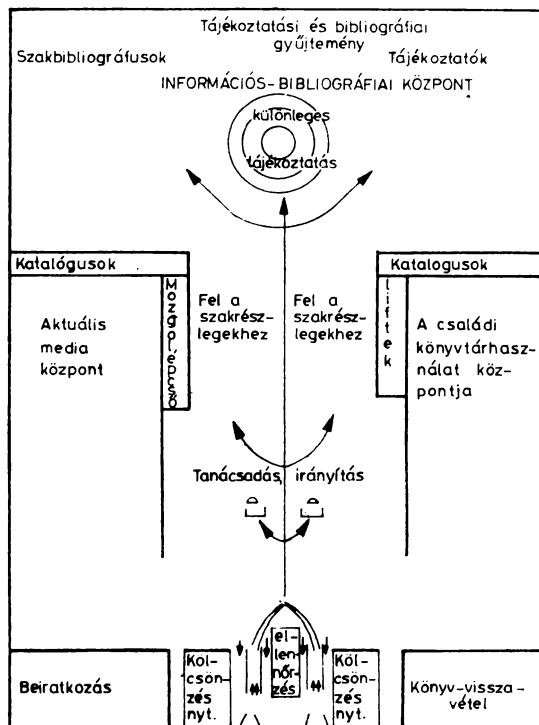 Tájékoztatási és bibliográfiai
gyűjtemény
Szakbibliográfusok
Tájékoztatók
INFORMÁCIÓS-BIBLIOGRÁFIAI KÖZPONT
különleges
tájékoztatás
Katalógusok
Katalogusok
Mozgólépcső
liftek
Fel a
szakrész-
legekhez
Fel a
szakrész-
legekhez
Aktuális
media
központ
A családi
könyvtárhasz-
nálat köz-
pontja
Tanácsadás, irányítás
el-
len-
őr-
zés
Beiratkozás
Köl-
csön-
zés
nyt.
Köl-
csön-
zés
nyt.
Könyv-vissza-
vétel